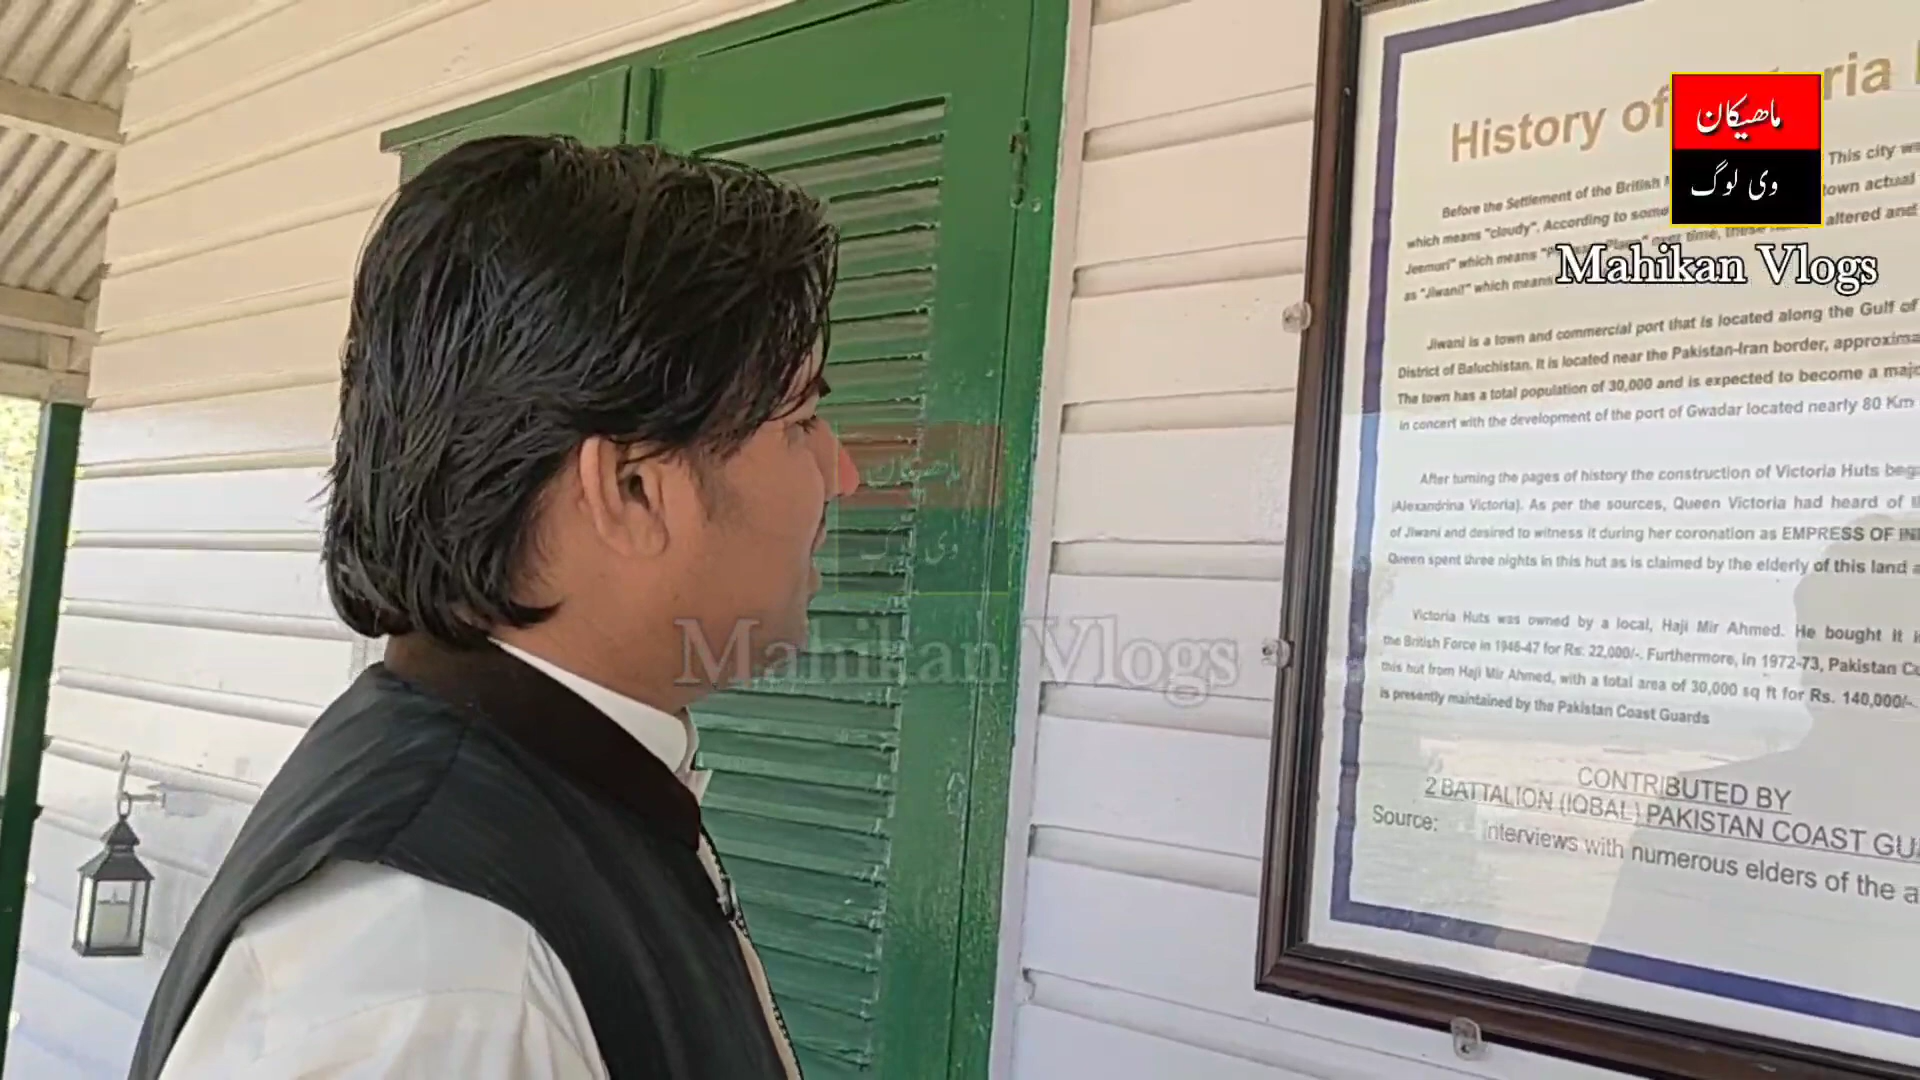 History of
ria
Before the Settlement of the British
This city
which means "cloudy". According to some
town actual
Jeemuri" which means
over time, these
altered and
as "Jiwani!" which means
Jiwani is a town and commercial port that is located along the Gulf of
District of Baluchistan. It is located near the Pakistan-Iran border,
The town has a total population of 30,000 and is expected to become a
in concert with the development of the port of Gwadar located nearly 80 Km
After turning the pages of history the construction of Victoria Huts
(Alexandrina Victoria). As per the sources, Queen Victoria had heard of
of Jiwani and desired to witness it during her coronation as EMPRESS OF
Queen spent three nights in this hut as is claimed by the elderly of this land
Victoria Huts was owned by a local, Haji Mir Ahmed. He bought it
the British Force in 1946-47 for Rs: 22,000/-. Furthermore, in 1972-73, Pakistan
this hut from Haji Mir Ahmed, with a total area of 30,000 sq ft for Rs. 140,000/-.
is presently maintained by the Pakistan Coast Guards
CONTRIBUTED BY
2 BATTALION (IQBAL) PAKISTAN COAST
Source: Interviews with numerous elders of the
ماھیکان
وی لوگ
Mahikan Vlogs
ماھیکان
وی لوگ
Mahikan Vlogs